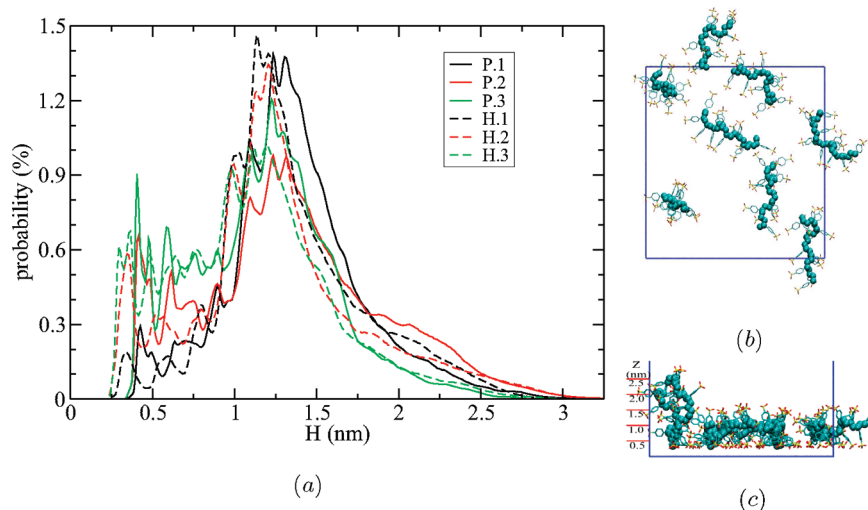 1.5
1.2
0.9
0.6
0.3
0
probability (%)
0 0.5 1 1.5 2 2.5 3
H (nm)
P.1
P.2
P.3
H.1
H.2
H.3
(a)
(b)
Z
(nm)
2.5
2.0
1.5
1.0
0.5
(c)